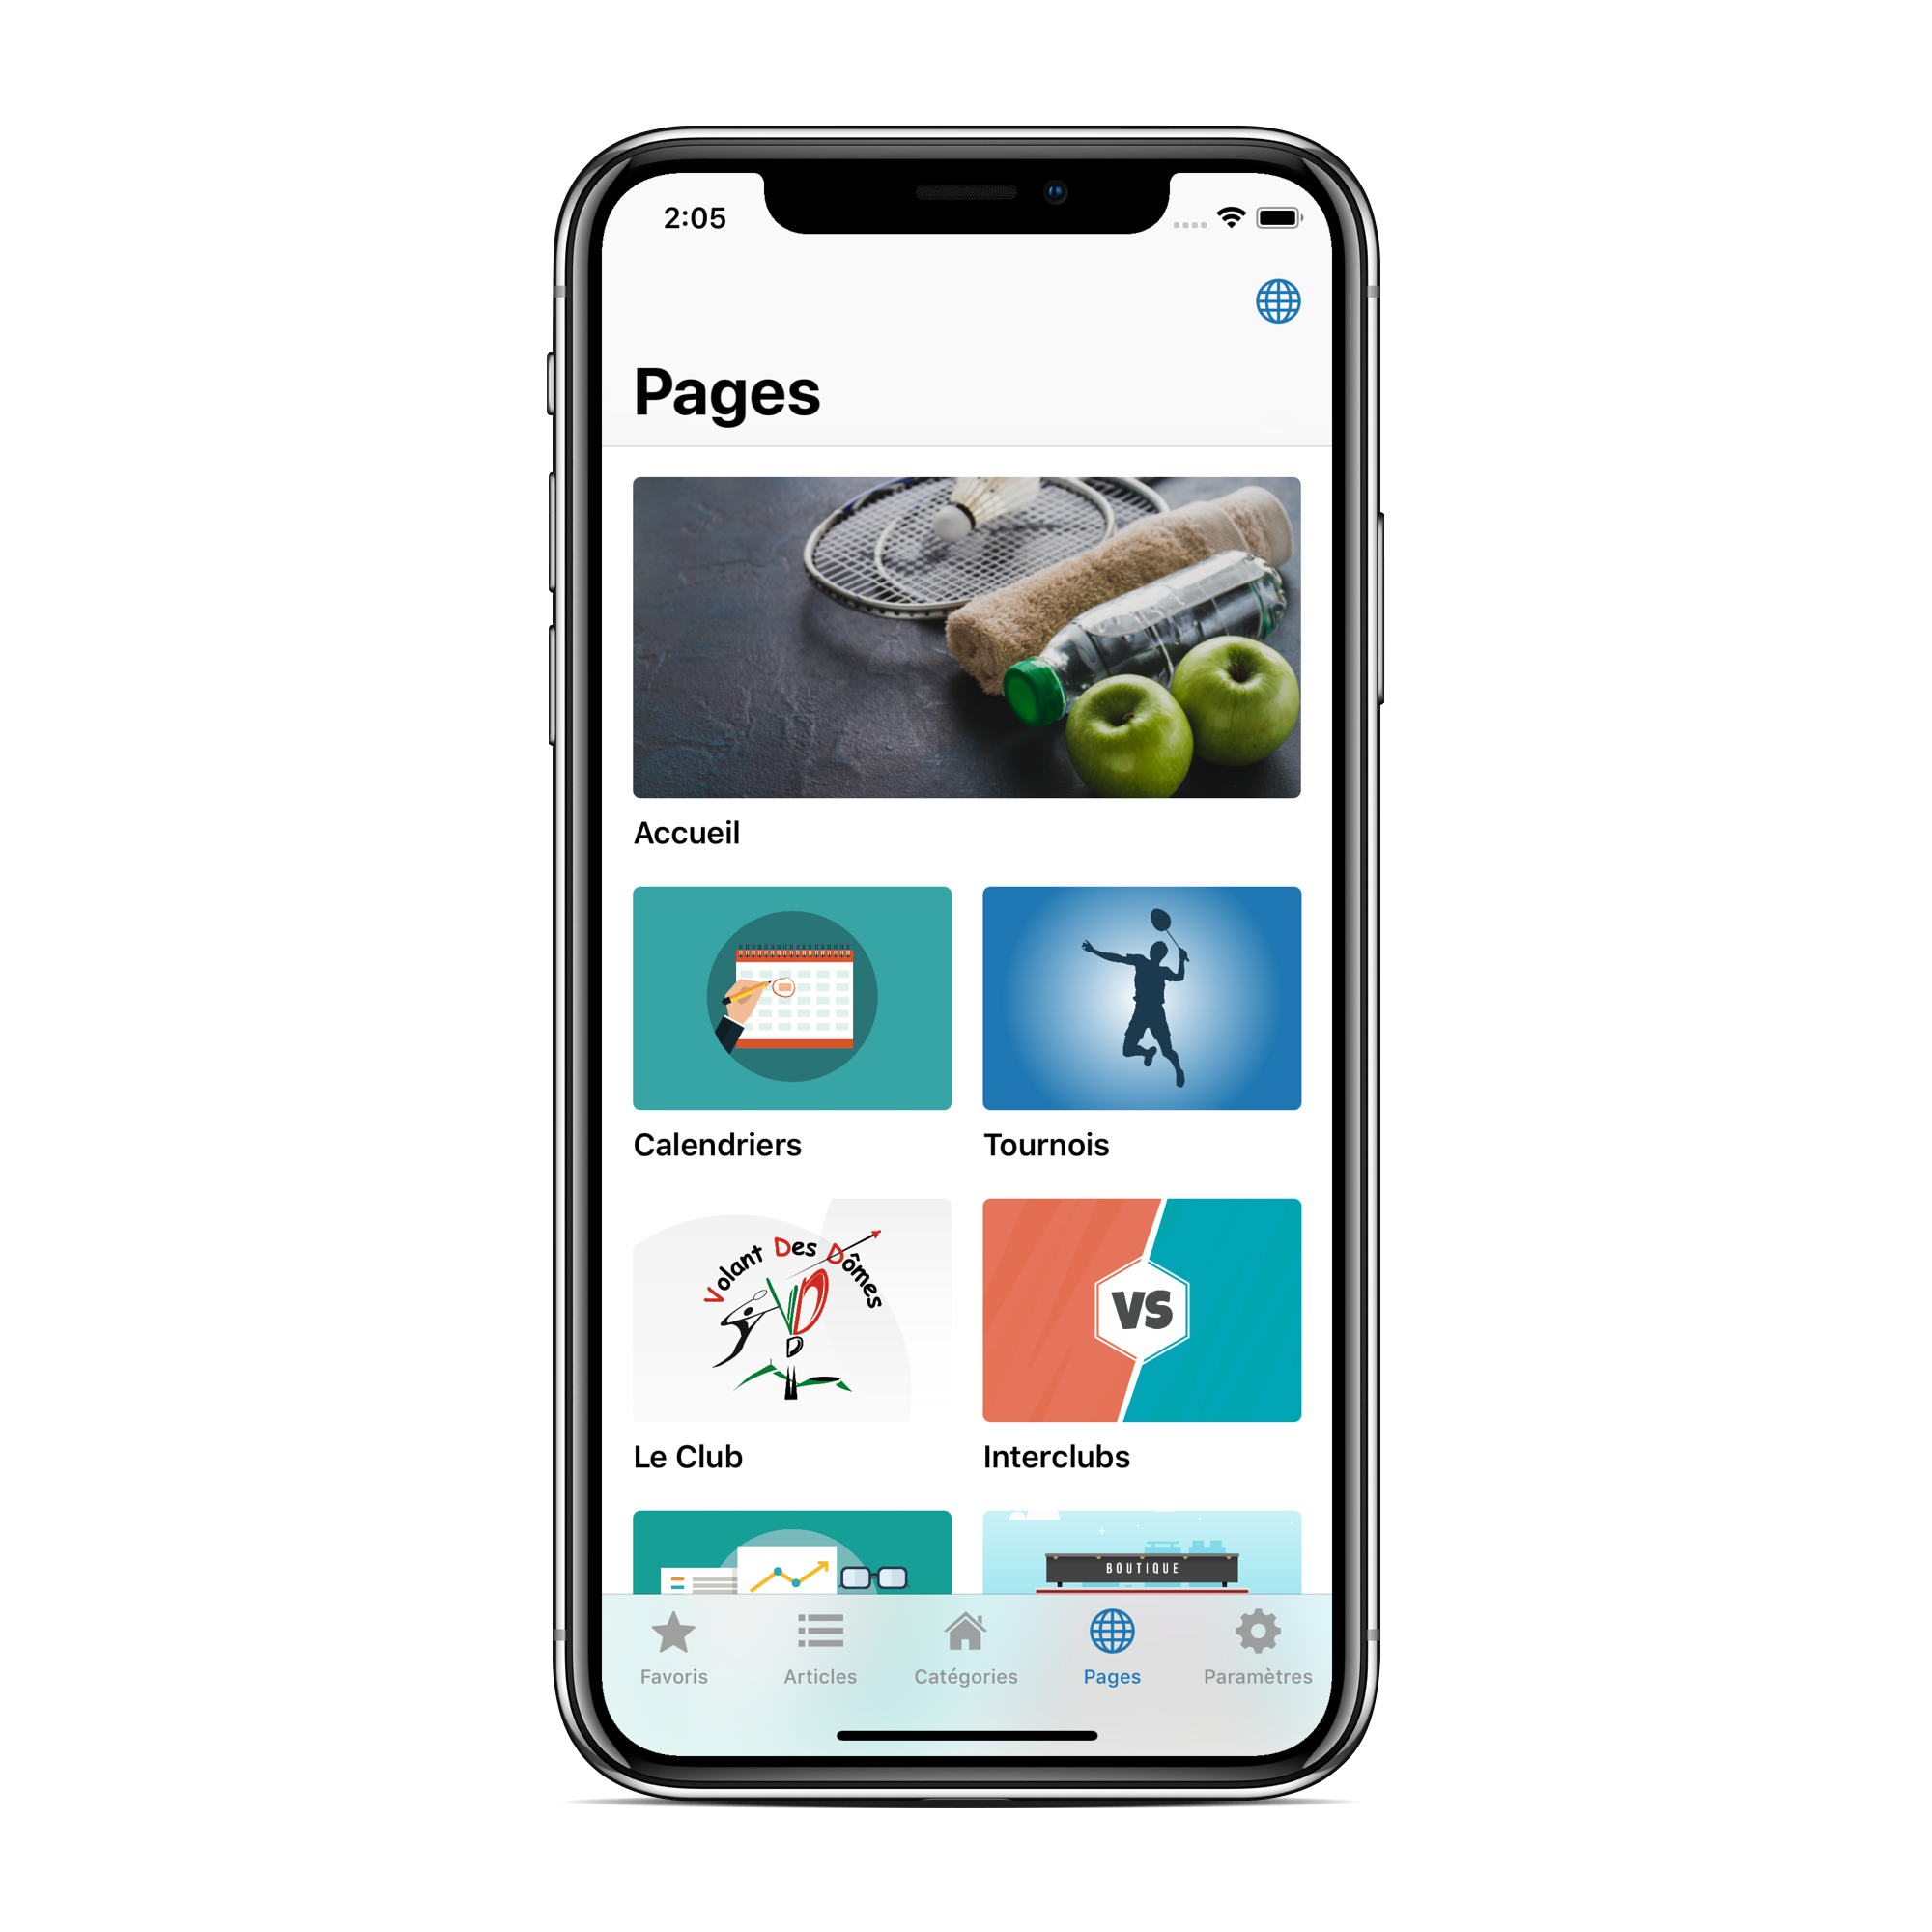 2:05
Pages
Accueil
Calendriers
Tournois
Volant Des Dômes
VD
D
Le Club
VS
Interclubs
BOUTIQUE
Favoris
Articles
Catégories
Pages
Paramètres